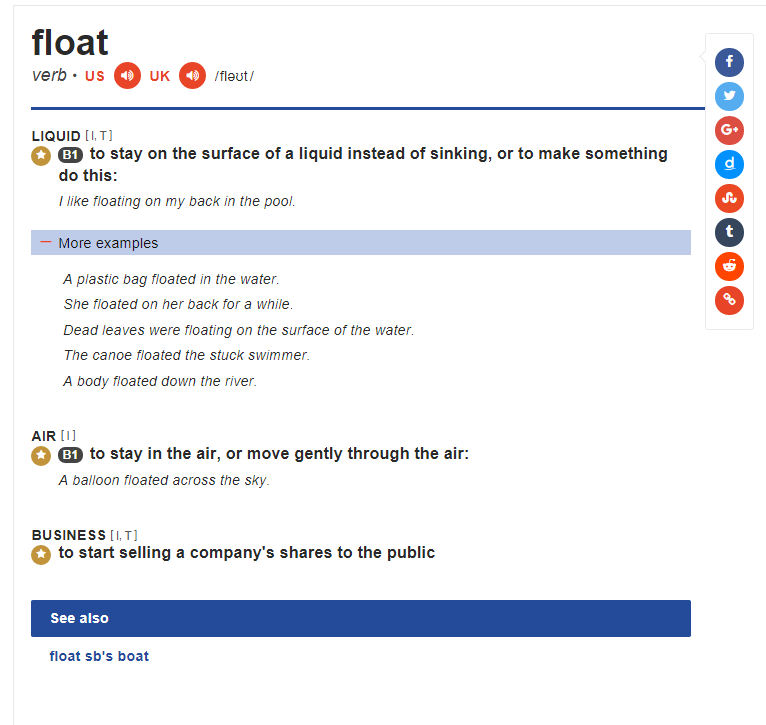 float
verb • US UK /fləʊt/
LIQUID [I, T]
B1 to stay on the surface of a liquid instead of sinking, or to make something
do this:
I like floating on my back in the pool.
— More examples
A plastic bag floated in the water.
She floated on her back for a while.
Dead leaves were floating on the surface of the water.
The canoe floated the stuck swimmer.
A body floated down the river.
AIR [I]
B1 to stay in the air, or move gently through the air:
A balloon floated across the sky.
BUSINESS [I, T]
to start selling a company's shares to the public
See also
float sb's boat
f
G+
d
t